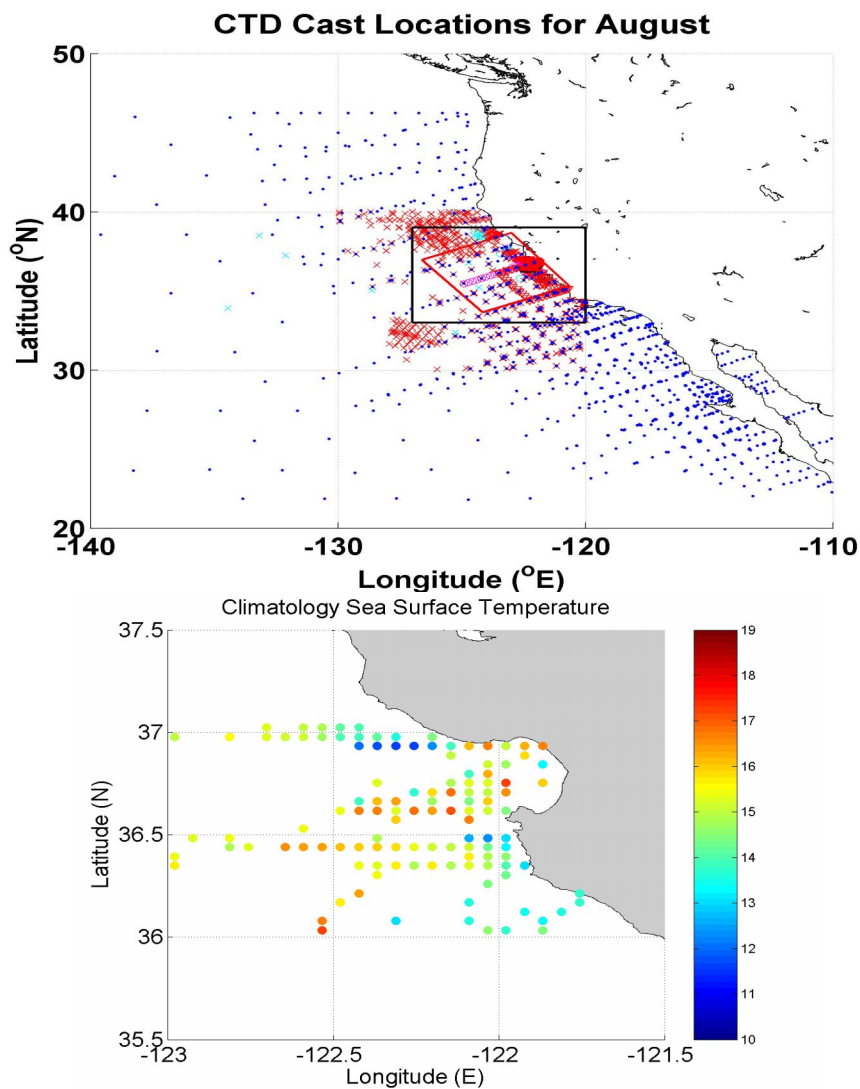 CTD Cast Locations for August
50
40
30
20
Latitude (ᴼN)
-140 -130 -120 -110
Longitude (ᴼE)
Climatology Sea Surface Temperature
37.5
37
36.5
36
35.5
Latitude (N)
-123 -122.5 -122 -121.5
Longitude (E)
19
18
17
16
15
14
13
12
11
10